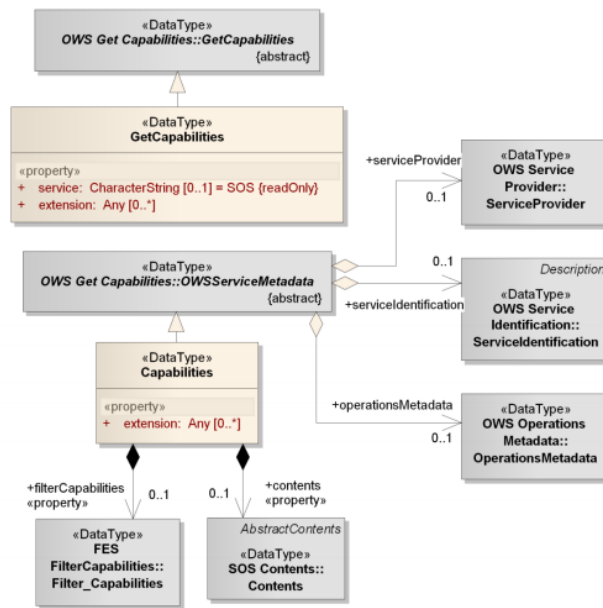 «DataType»
OWS Get Capabilities::GetCapabilities
{abstract}
«DataType»
GetCapabilities
«property»
+ service: CharacterString [0..1] = SOS {readOnly}
+ extension: Any [0..*]
+serviceProvider
0..1
«DataType»
OWS Service
Provider::
ServiceProvider
«DataType»
OWS Get Capabilities::OWSServiceMetadata
{abstract}
0..1
+serviceIdentification
Description
«DataType»
OWS Service
Identification::
ServiceIdentification
«DataType»
Capabilities
«property»
+ extension: Any [0..*]
+operationsMetadata
0..1
«DataType»
OWS Operations
Metadata::
OperationsMetadata
+filterCapabilities
«property»
0..1
0..1
+contents
«property»
«DataType»
FES
FilterCapabilities::
Filter_Capabilities
AbstractContents
«DataType»
SOS Contents::
Contents